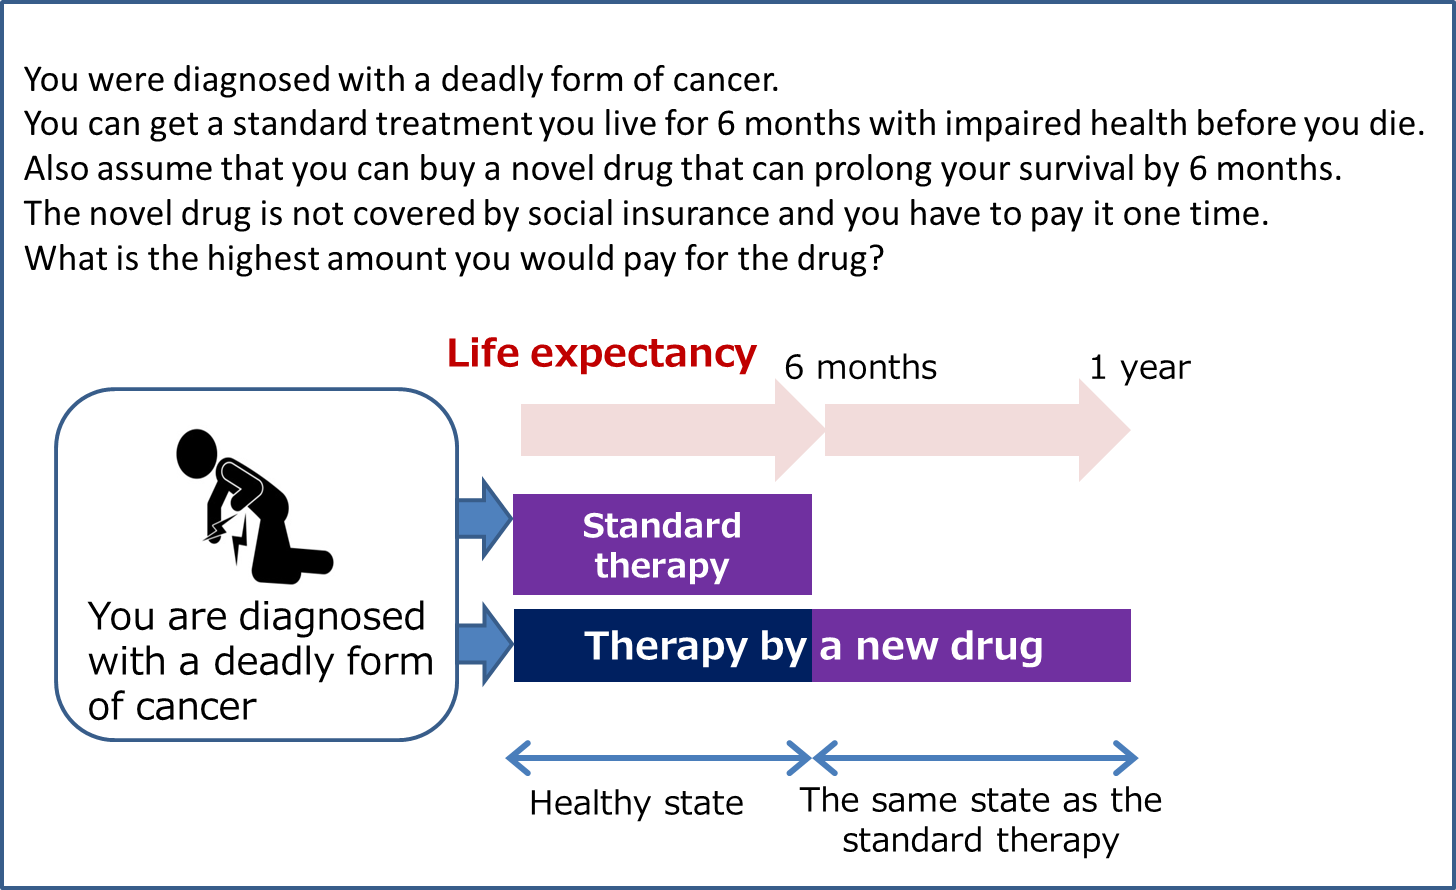 You were diagnosed with a deadly form of cancer.
You can get a standard treatment you live for 6 months with impaired health before you die.
Also assume that you can buy a novel drug that can prolong your survival by 6 months.
The novel drug is not covered by social insurance and you have to pay it one time.
What is the highest amount you would pay for the drug?
Life expectancy
6 months
1 year
Standard
therapy
You are diagnosed
with a deadly form
of cancer
Therapy by a new drug
Healthy state
The same state as the
standard therapy